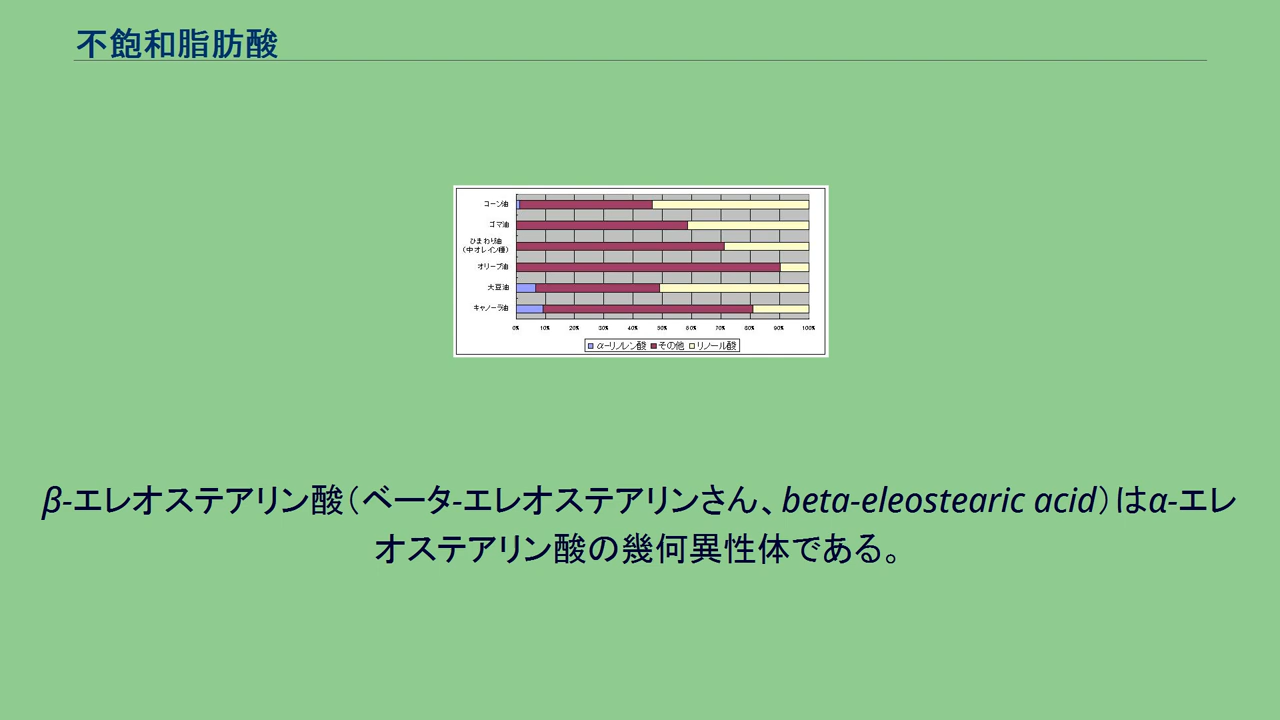 不飽和脂肪酸
コーン油
ゴマ油
ひまわり油
（中オレイン種）
オリーブ油
大豆油
キャノーラ油
0% 10% 20% 30% 40% 50% 60% 70% 80% 90% 100%
α-リノレン酸 その他 リノール酸
β-エレオステアリン酸（ベータ-エレオステアリンさん、beta-eleostearic acid）はα-エレ
オステアリン酸の幾何異性体である。